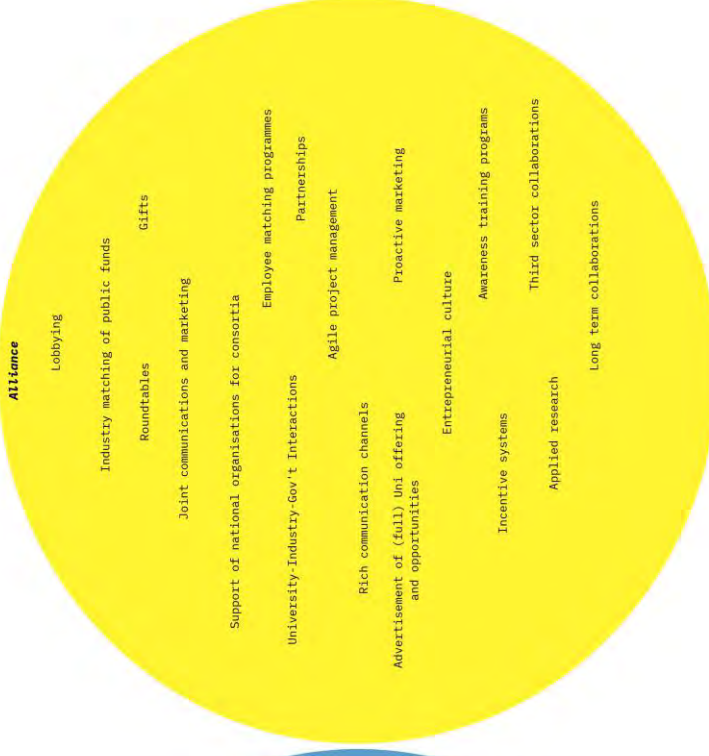 Alliance
Lobbying
Industry matching of public funds
Roundtables
Gifts
Joint communications and marketing
Support of national organisations for consortia
Employee matching programmes
University-Industry-Gov't Interactions
Partnerships
Agile project management
Rich communication channels
Advertisement of (full) Uni offering
and opportunities
Proactive marketing
Entrepreneurial culture
Awareness training programs
Incentive systems
Third sector collaborations
Applied research
Long term collaborations